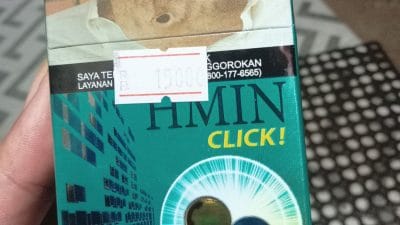 K
SAYA TE GGOROKAN
LAYANAN 800-177-6565)
R 15000
HMIN
CLICK!